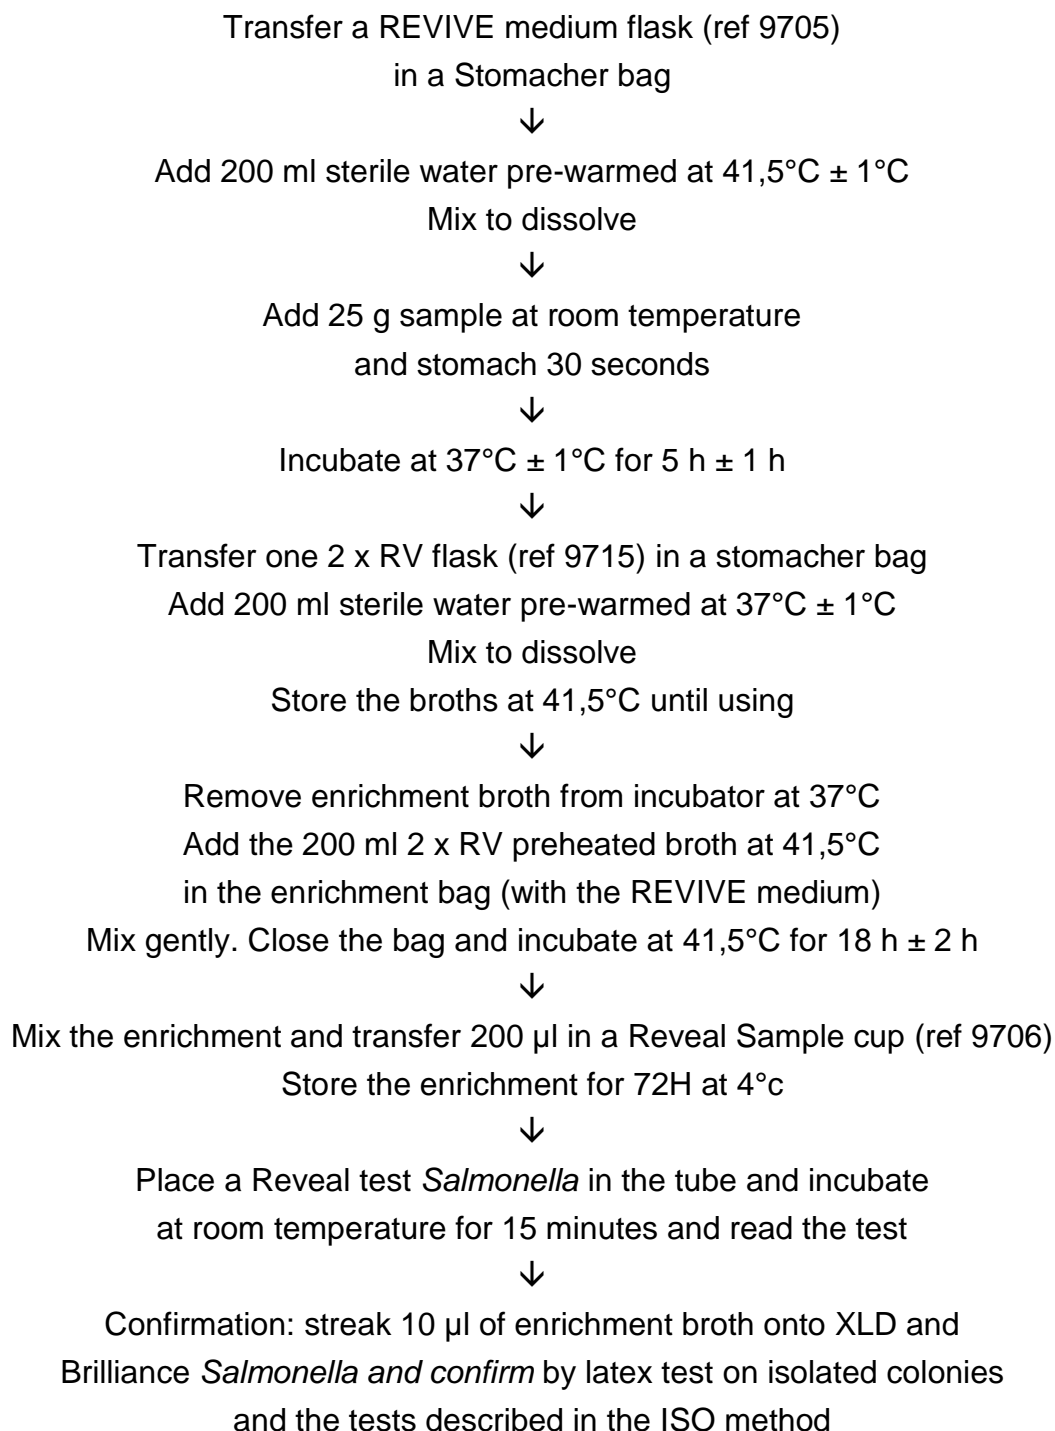 Transfer a REVIVE medium flask (ref 9705)
in a Stomacher bag
↓
Add 200 ml sterile water pre-warmed at 41,5°C ± 1°C
Mix to dissolve
↓
Add 25 g sample at room temperature
and stomach 30 seconds
↓
Incubate at 37°C ± 1°C for 5 h ± 1 h
↓
Transfer one 2 x RV flask (ref 9715) in a stomacher bag
Add 200 ml sterile water pre-warmed at 37°C ± 1°C
Mix to dissolve
Store the broths at 41,5°C until using
↓
Remove enrichment broth from incubator at 37°C
Add the 200 ml 2 x RV preheated broth at 41,5°C
in the enrichment bag (with the REVIVE medium)
Mix gently. Close the bag and incubate at 41,5°C for 18 h ± 2 h
↓
Mix the enrichment and transfer 200 µl in a Reveal Sample cup (ref 9706)
Store the enrichment for 72H at 4°c
↓
Place a Reveal test Salmonella in the tube and incubate
at room temperature for 15 minutes and read the test
↓
Confirmation: streak 10 µl of enrichment broth onto XLD and
Brilliance Salmonella and confirm by latex test on isolated colonies
and the tests described in the ISO method